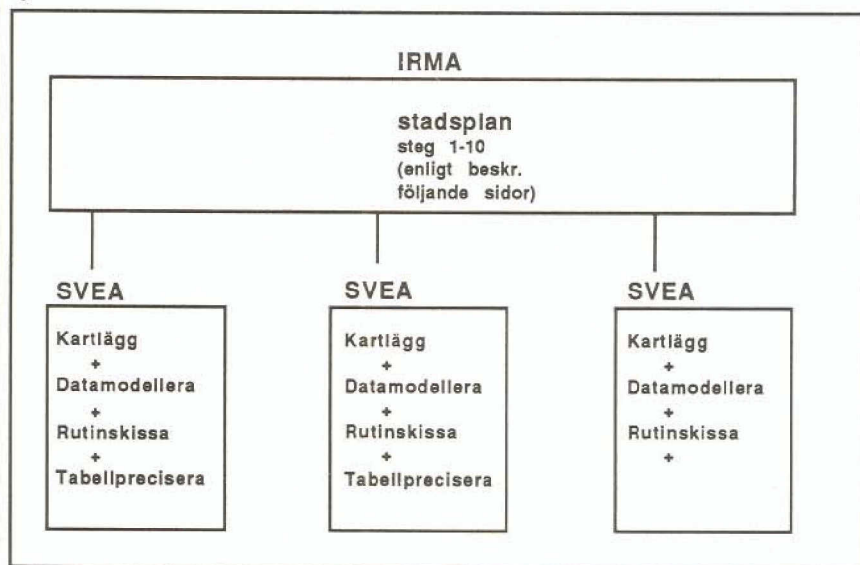 IRMA
stadsplan
steg 1-10
(enligt beskr.
följande sidor)
SVEA
Kartlägg
+
Datamodellera
+
Rutinskissa
+
Tabellprecisera
SVEA
Kartlägg
+
Datamodellera
+
Rutinskissa
+
Tabellprecisera
SVEA
Kartlägg
+
Datamodellera
+
Rutinskissa
+